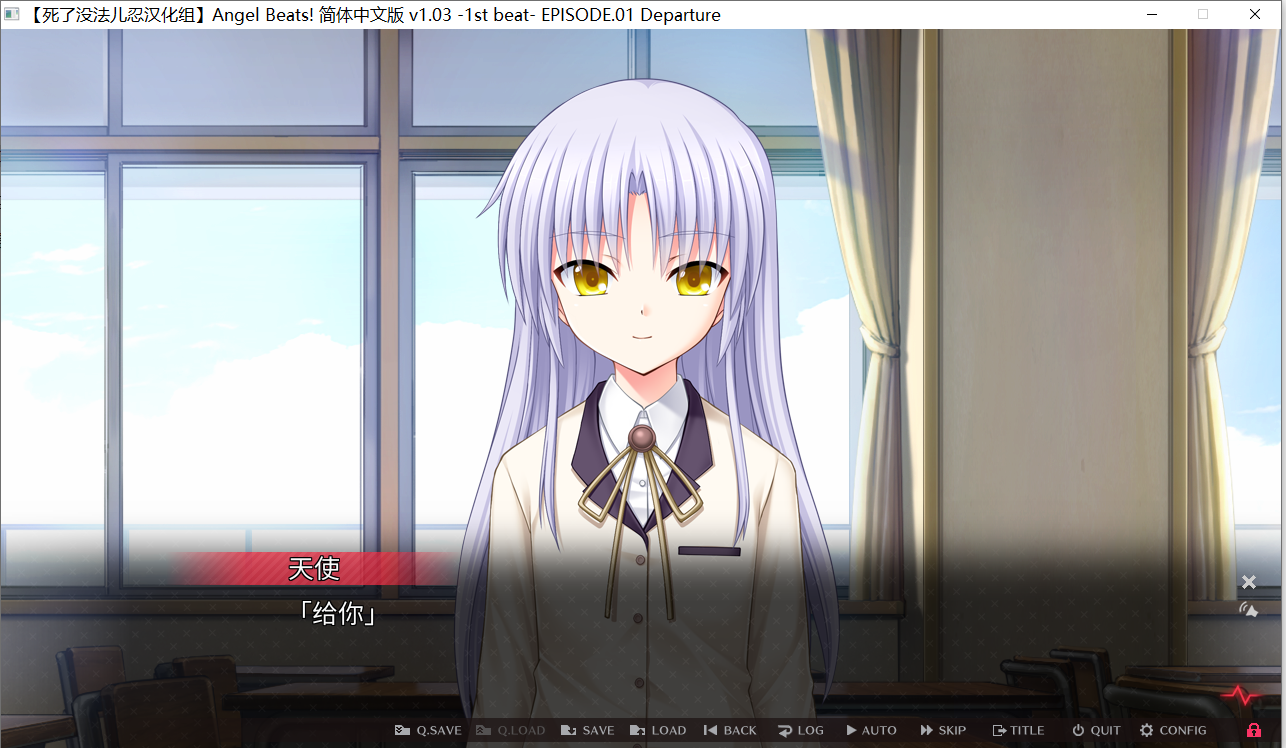 【死了没法儿忍汉化组】Angel Beats! 简体中文版 v1.03 -1st beat- EPISODE.01 Departure
天使
「给你」
Q.SAVE Q.LOAD SAVE LOAD BACK LOG AUTO SKIP TITLE QUIT CONFIG